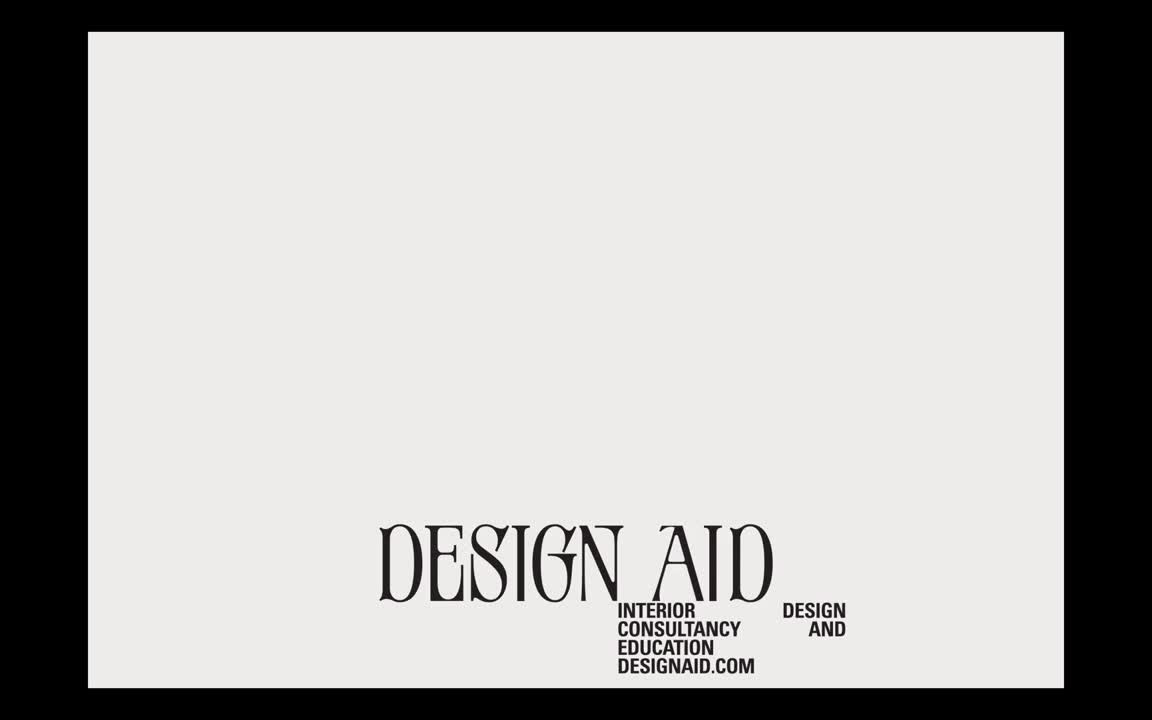 DESIGN AID
INTERIOR DESIGN
CONSULTANCY AND
EDUCATION
DESIGNAID.COM